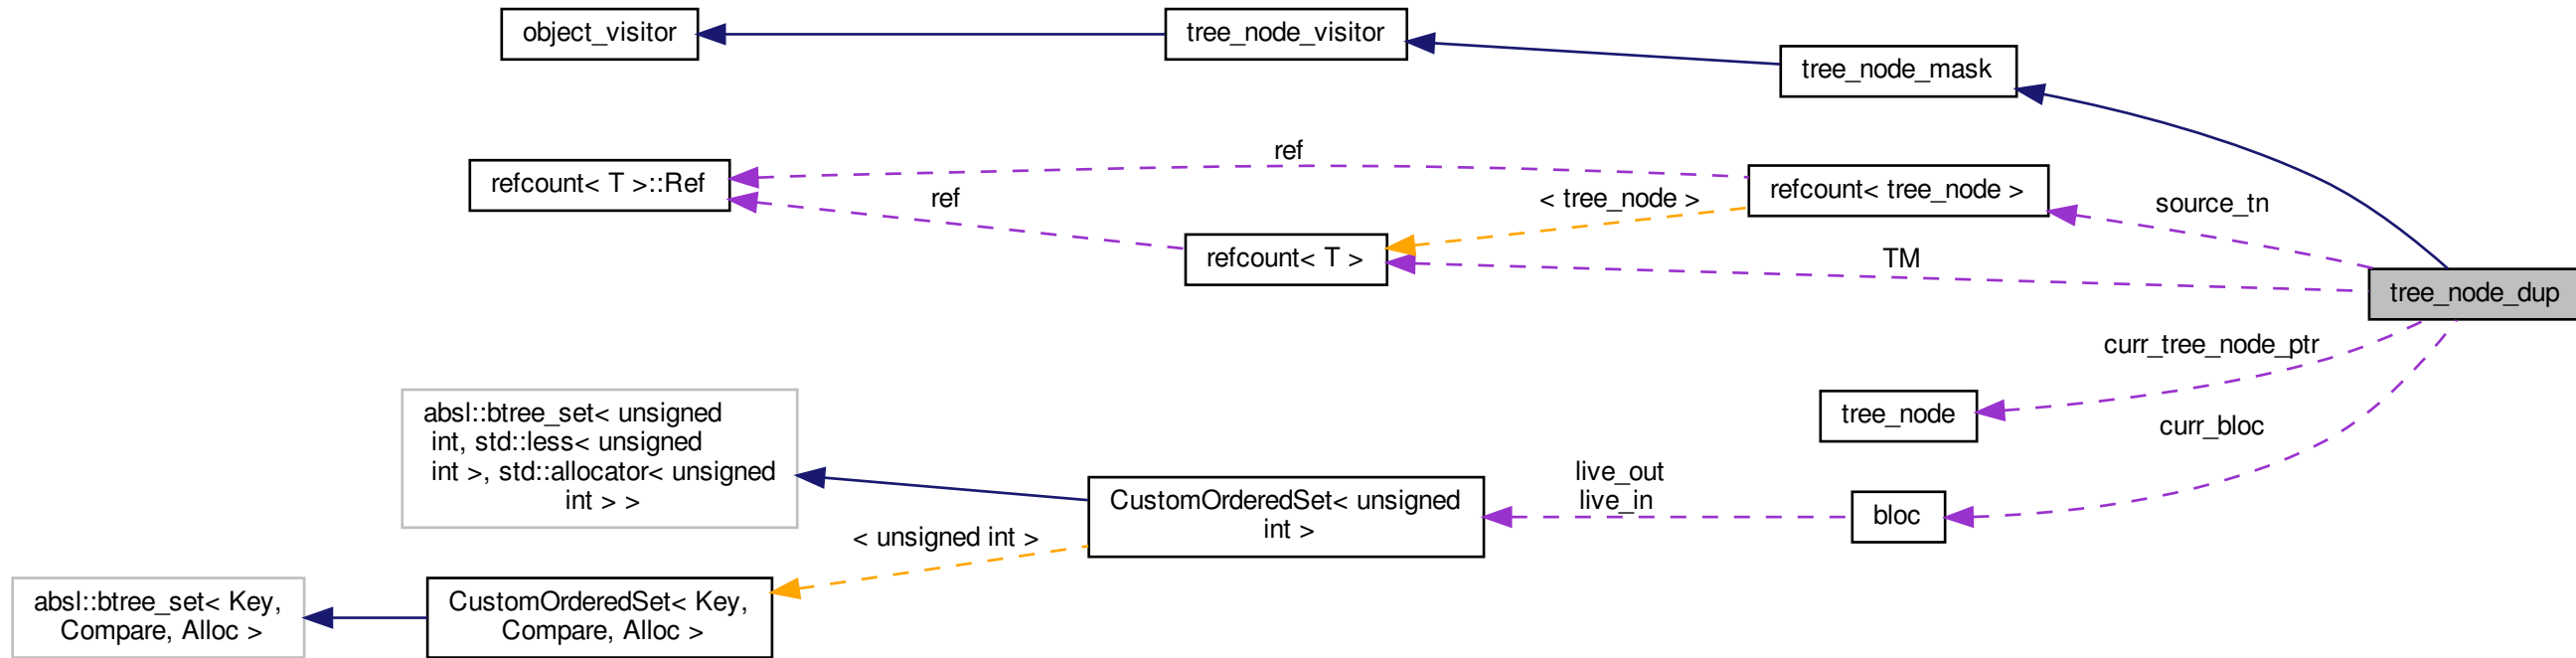 object_visitor
tree_node_visitor
tree_node_mask
ref
refcount< T >::Ref
refcount< tree_node >
ref
< tree_node >
source_tn
refcount< T >
TM
tree_node_dup
curr_tree_node_ptr
absl::btree_set< unsigned
int, std::less< unsigned
int >, std::allocator< unsigned
int > >
tree_node
curr_bloc
CustomOrderedSet< unsigned
int >
live_out
live_in
bloc
< unsigned int >
absl::btree_set< Key,
Compare, Alloc >
CustomOrderedSet< Key,
Compare, Alloc >